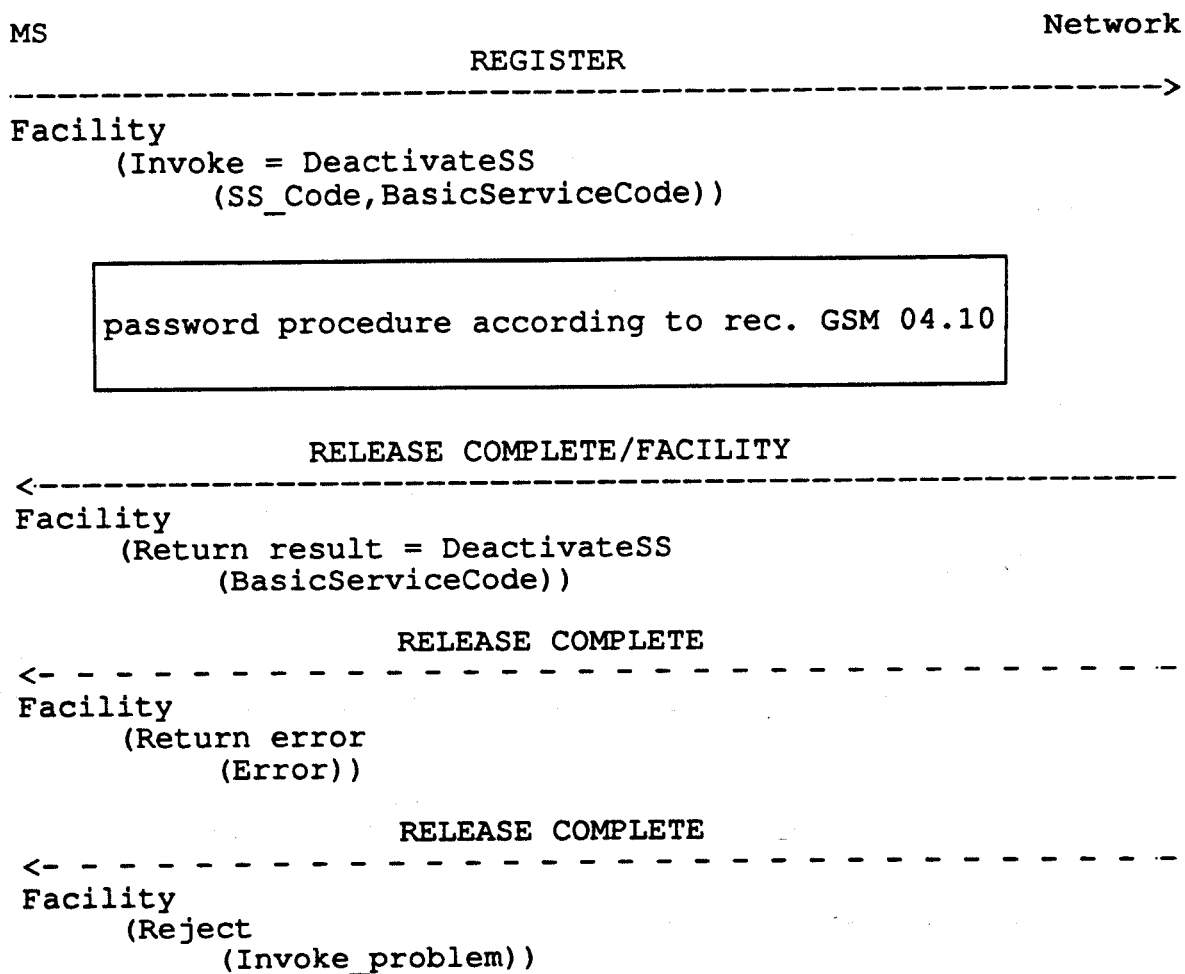 MS Network
REGISTER
Facility
(Invoke = DeactivateSS
(SS_Code,BasicServiceCode))
password procedure according to rec. GSM 04.10
RELEASE COMPLETE/FACILITY
Facility
(Return result = DeactivateSS
(BasicServiceCode))
RELEASE COMPLETE
Facility
(Return error
(Error))
RELEASE COMPLETE
Facility
(Reject
(Invoke_problem))